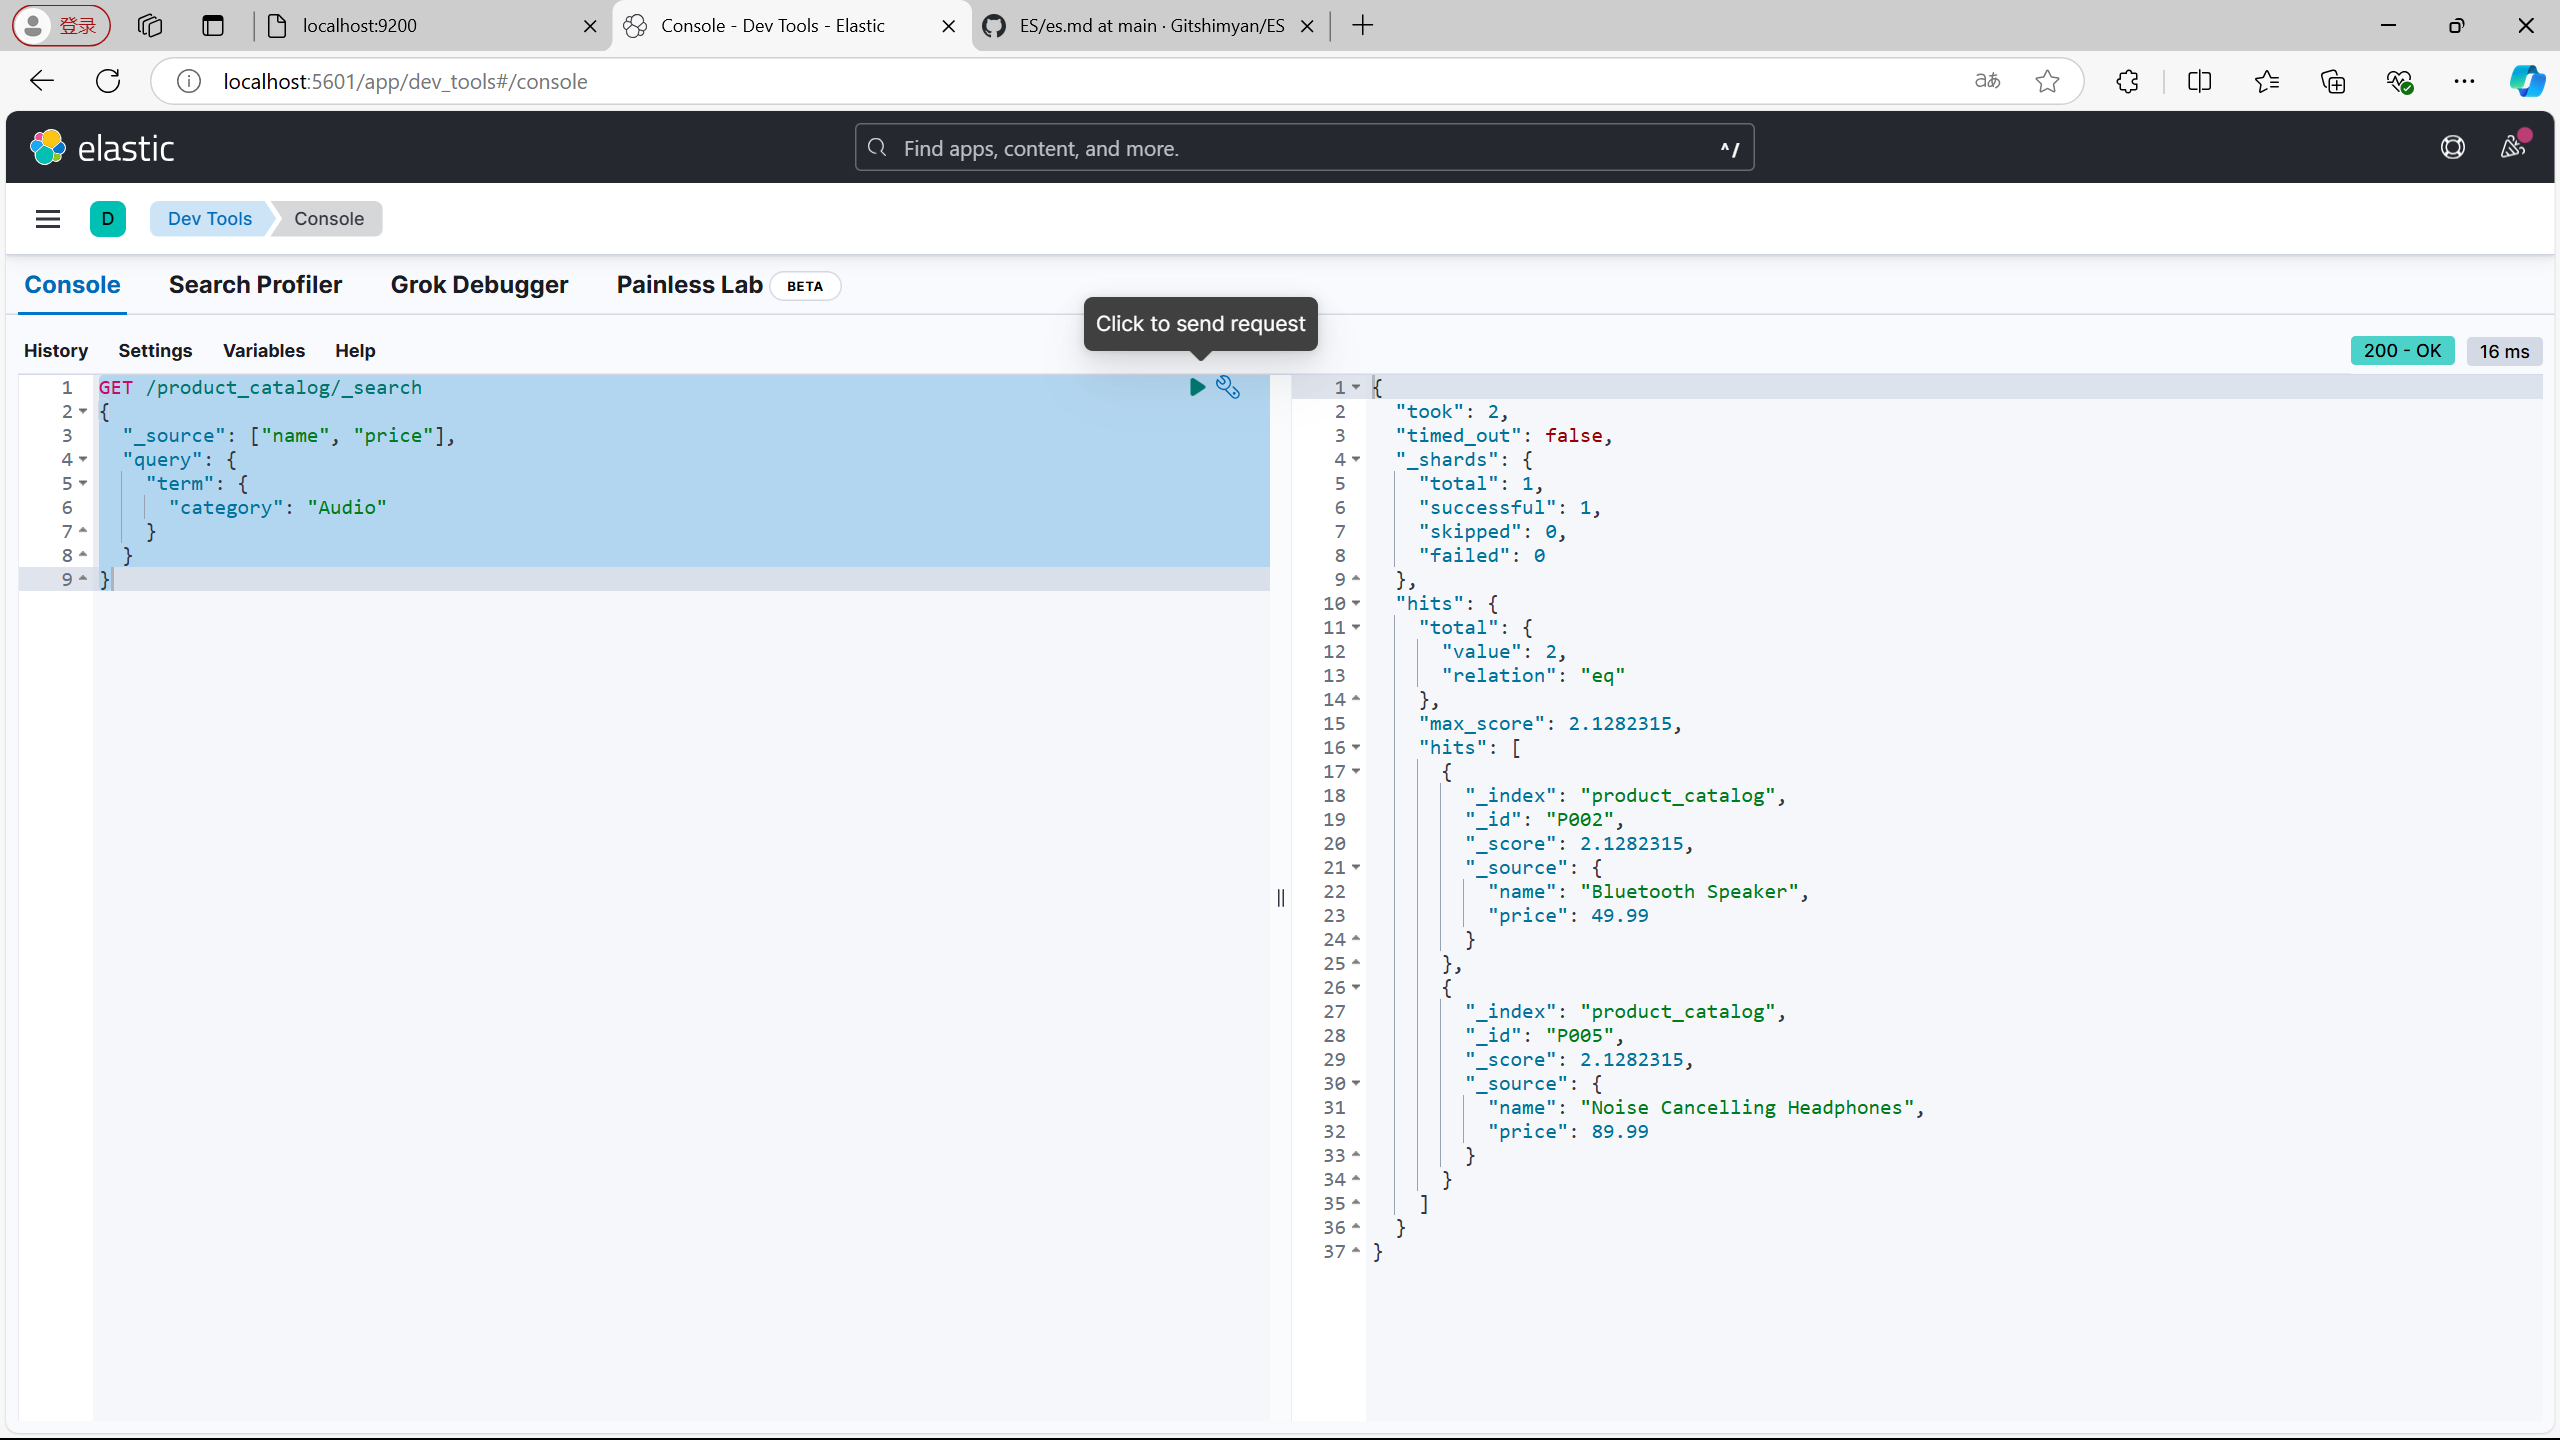 登录
localhost:9200
Console - Dev Tools - Elastic
ES/es.md at main · Gitshimyan/ES
localhost:5601/app/dev_tools#/console
aあ
elastic
Find apps, content, and more.
^/
D
Dev Tools
Console
Console
Search Profiler
Grok Debugger
Painless Lab
BETA
Click to send request
History
Settings
Variables
Help
200 - OK
16 ms
1 GET /product_catalog/_search
2 {
3 "_source": ["name", "price"],
4 "query": {
5 "term": {
6 "category": "Audio"
7 }
8 }
9 }
1 {
2 "took": 2,
3 "timed_out": false,
4 "_shards": {
5 "total": 1,
6 "successful": 1,
7 "skipped": 0,
8 "failed": 0
9 },
10 "hits": {
11 "total": {
12 "value": 2,
13 "relation": "eq"
14 },
15 "max_score": 2.1282315,
16 "hits": [
17 {
18 "_index": "product_catalog",
19 "_id": "P002",
20 "_score": 2.1282315,
21 "_source": {
22 "name": "Bluetooth Speaker",
23 "price": 49.99
24 }
25 },
26 {
27 "_index": "product_catalog",
28 "_id": "P005",
29 "_score": 2.1282315,
30 "_source": {
31 "name": "Noise Cancelling Headphones",
32 "price": 89.99
33 }
34 }
35 ]
36 }
37 }